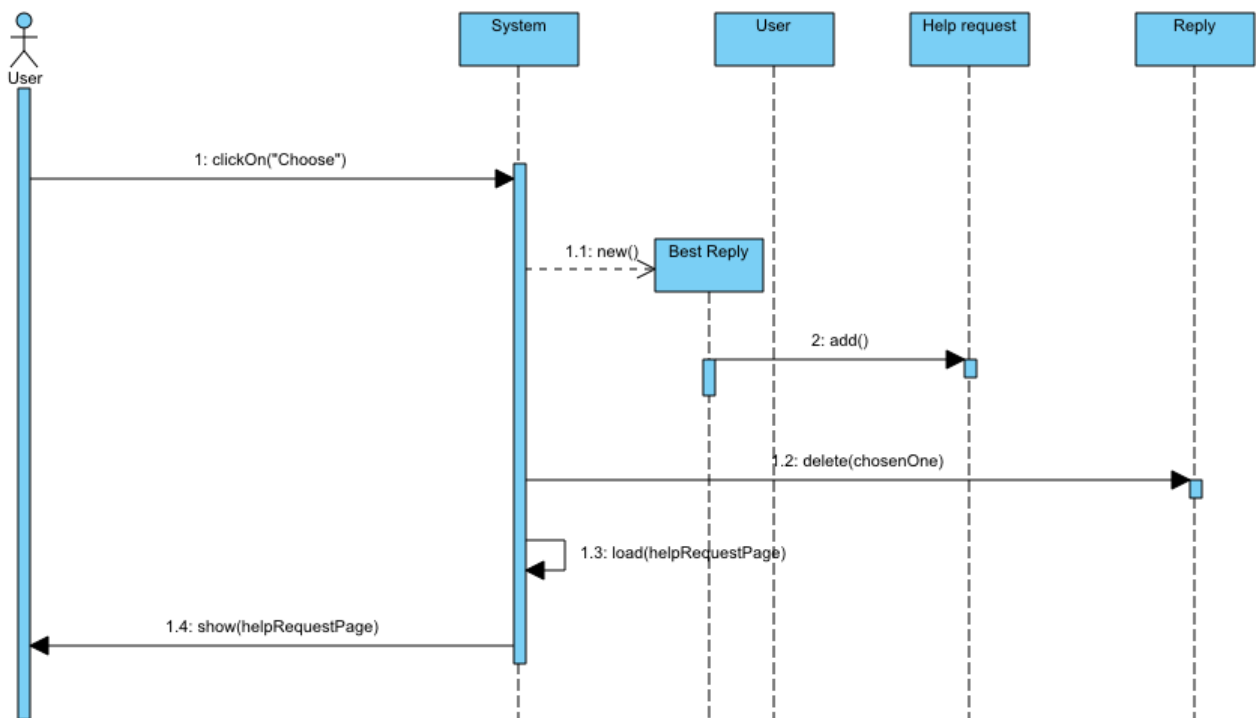 System
User
Help request
Reply
User
1: clickOn("Choose")
1.1: new()
Best Reply
2: add()
1.2: delete(chosenOne)
1.3: load(helpRequestPage)
1.4: show(helpRequestPage)